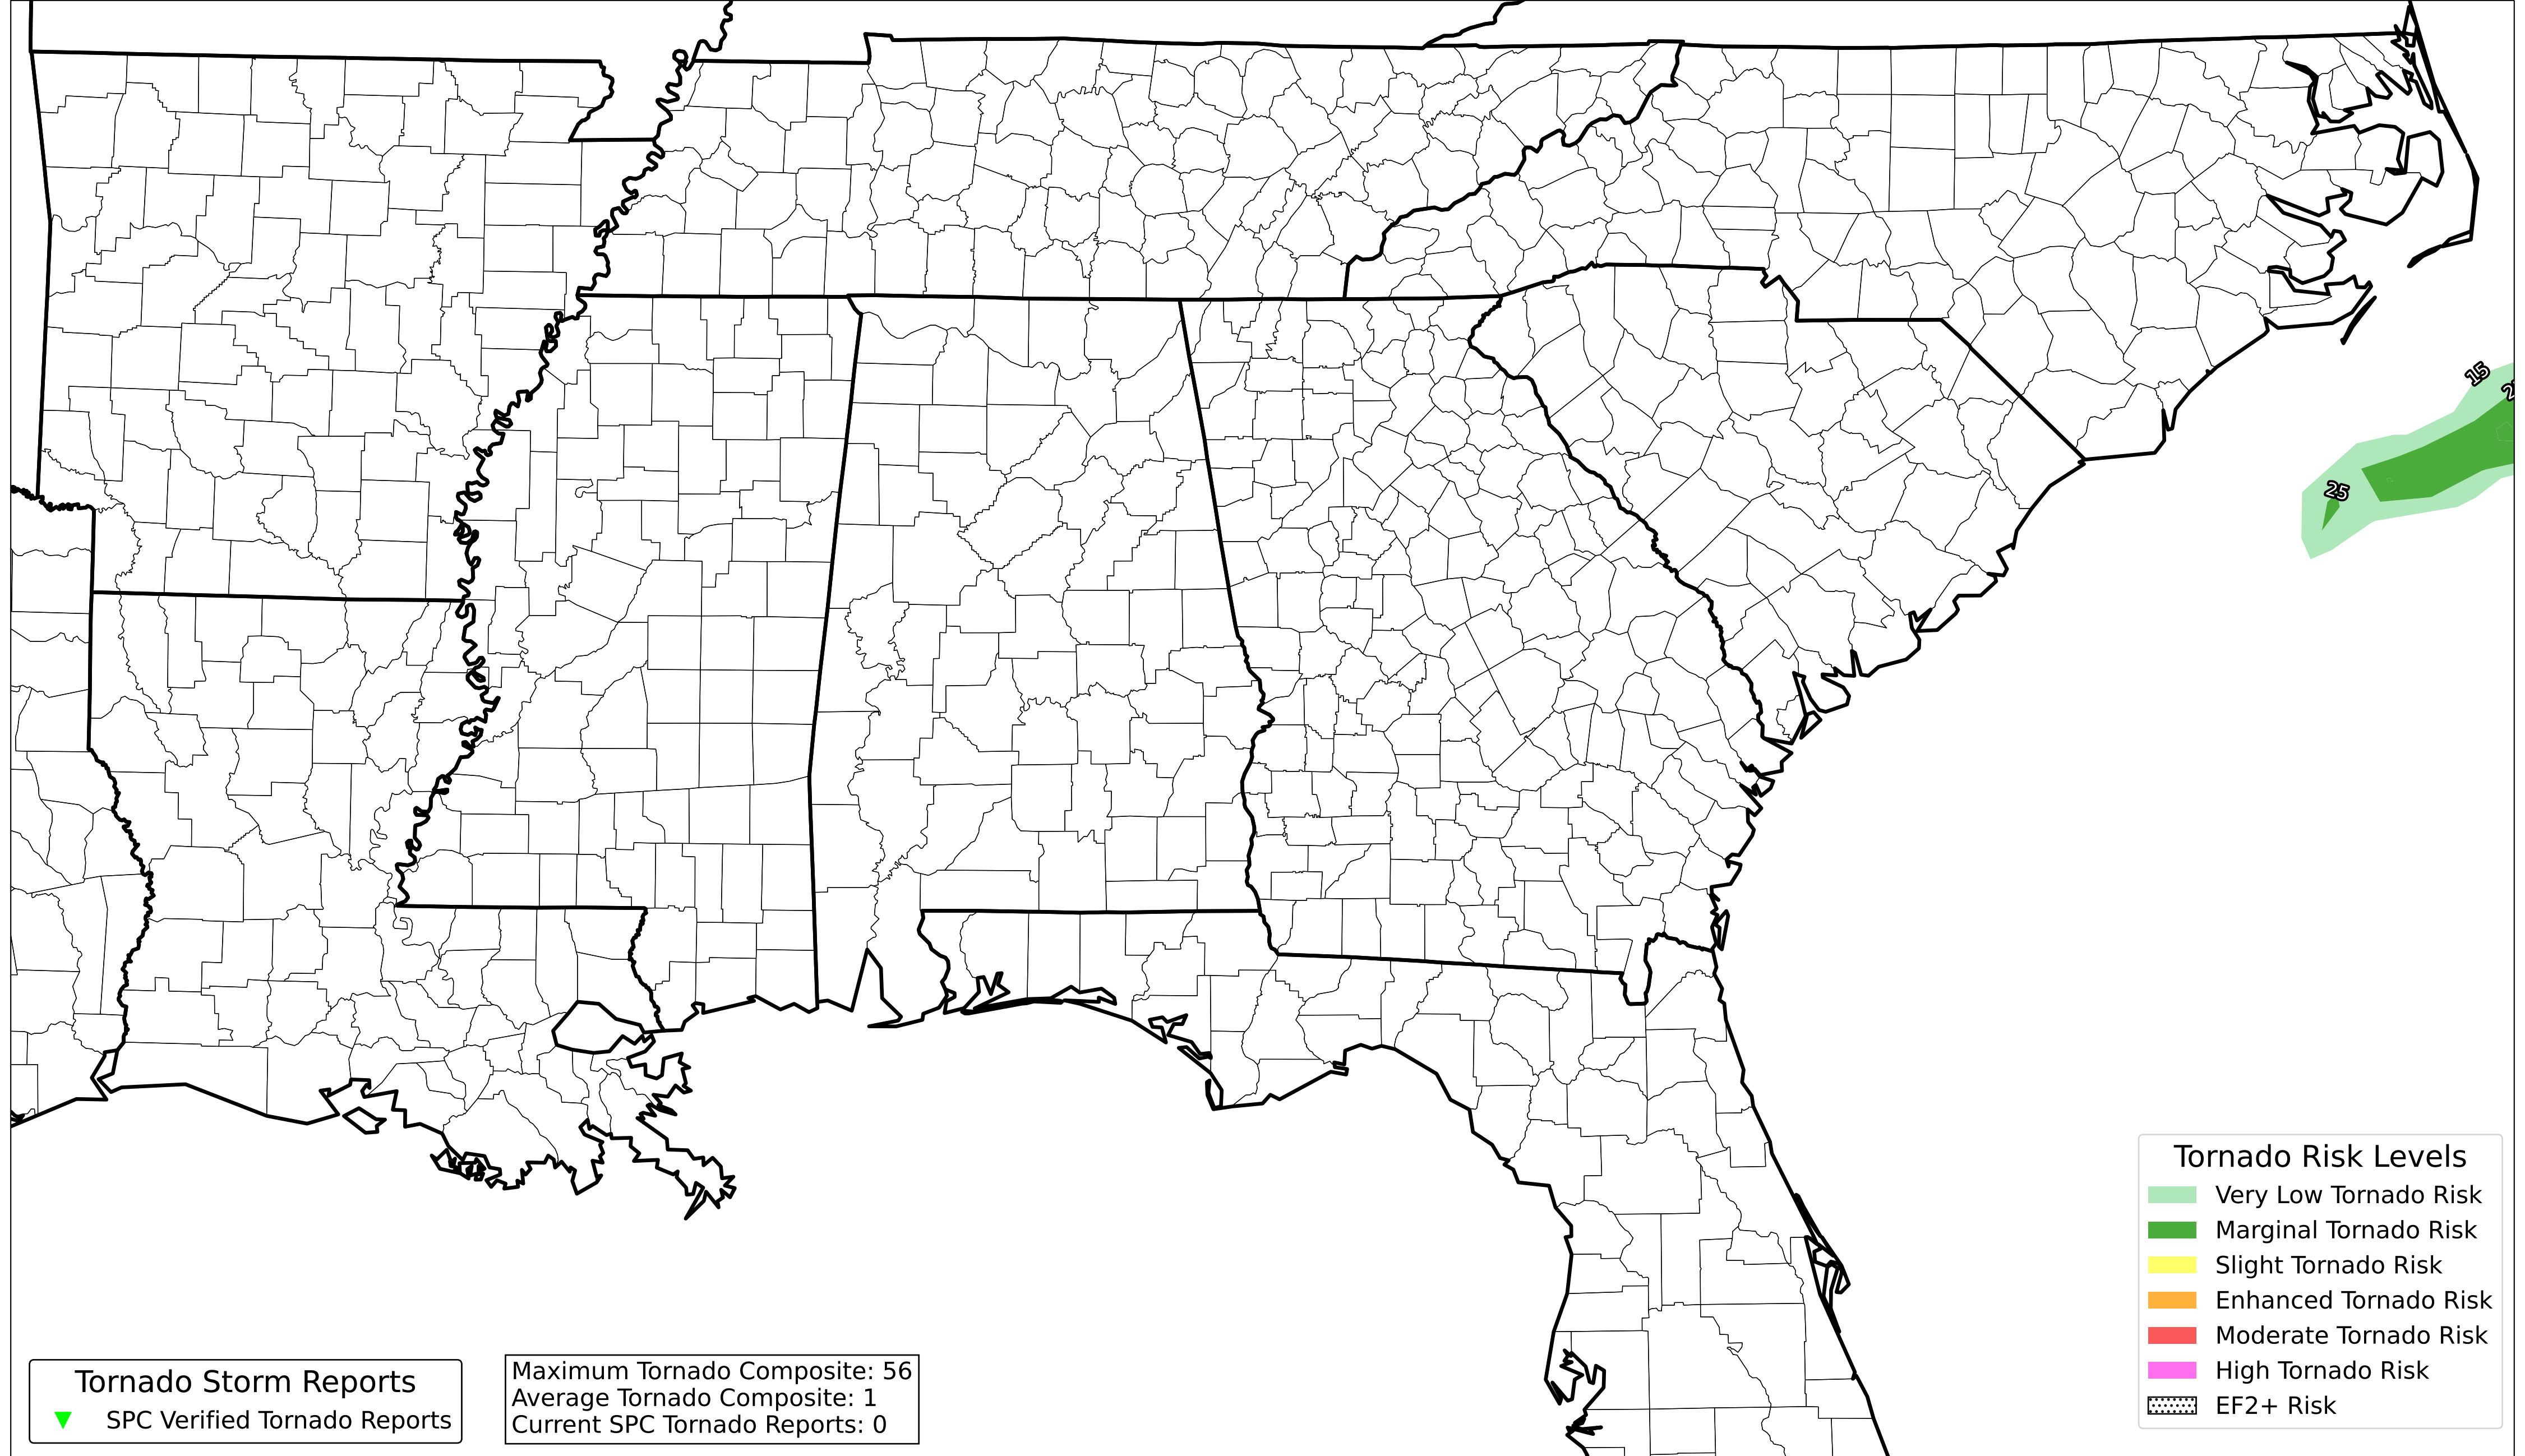 15
25
Tornado Risk Levels
Very Low Tornado Risk
Marginal Tornado Risk
Slight Tornado Risk
Enhanced Tornado Risk
Moderate Tornado Risk
High Tornado Risk
EF2+ Risk
Tornado Storm Reports
SPC Verified Tornado Reports
Maximum Tornado Composite: 56
Average Tornado Composite: 1
Current SPC Tornado Reports: 0